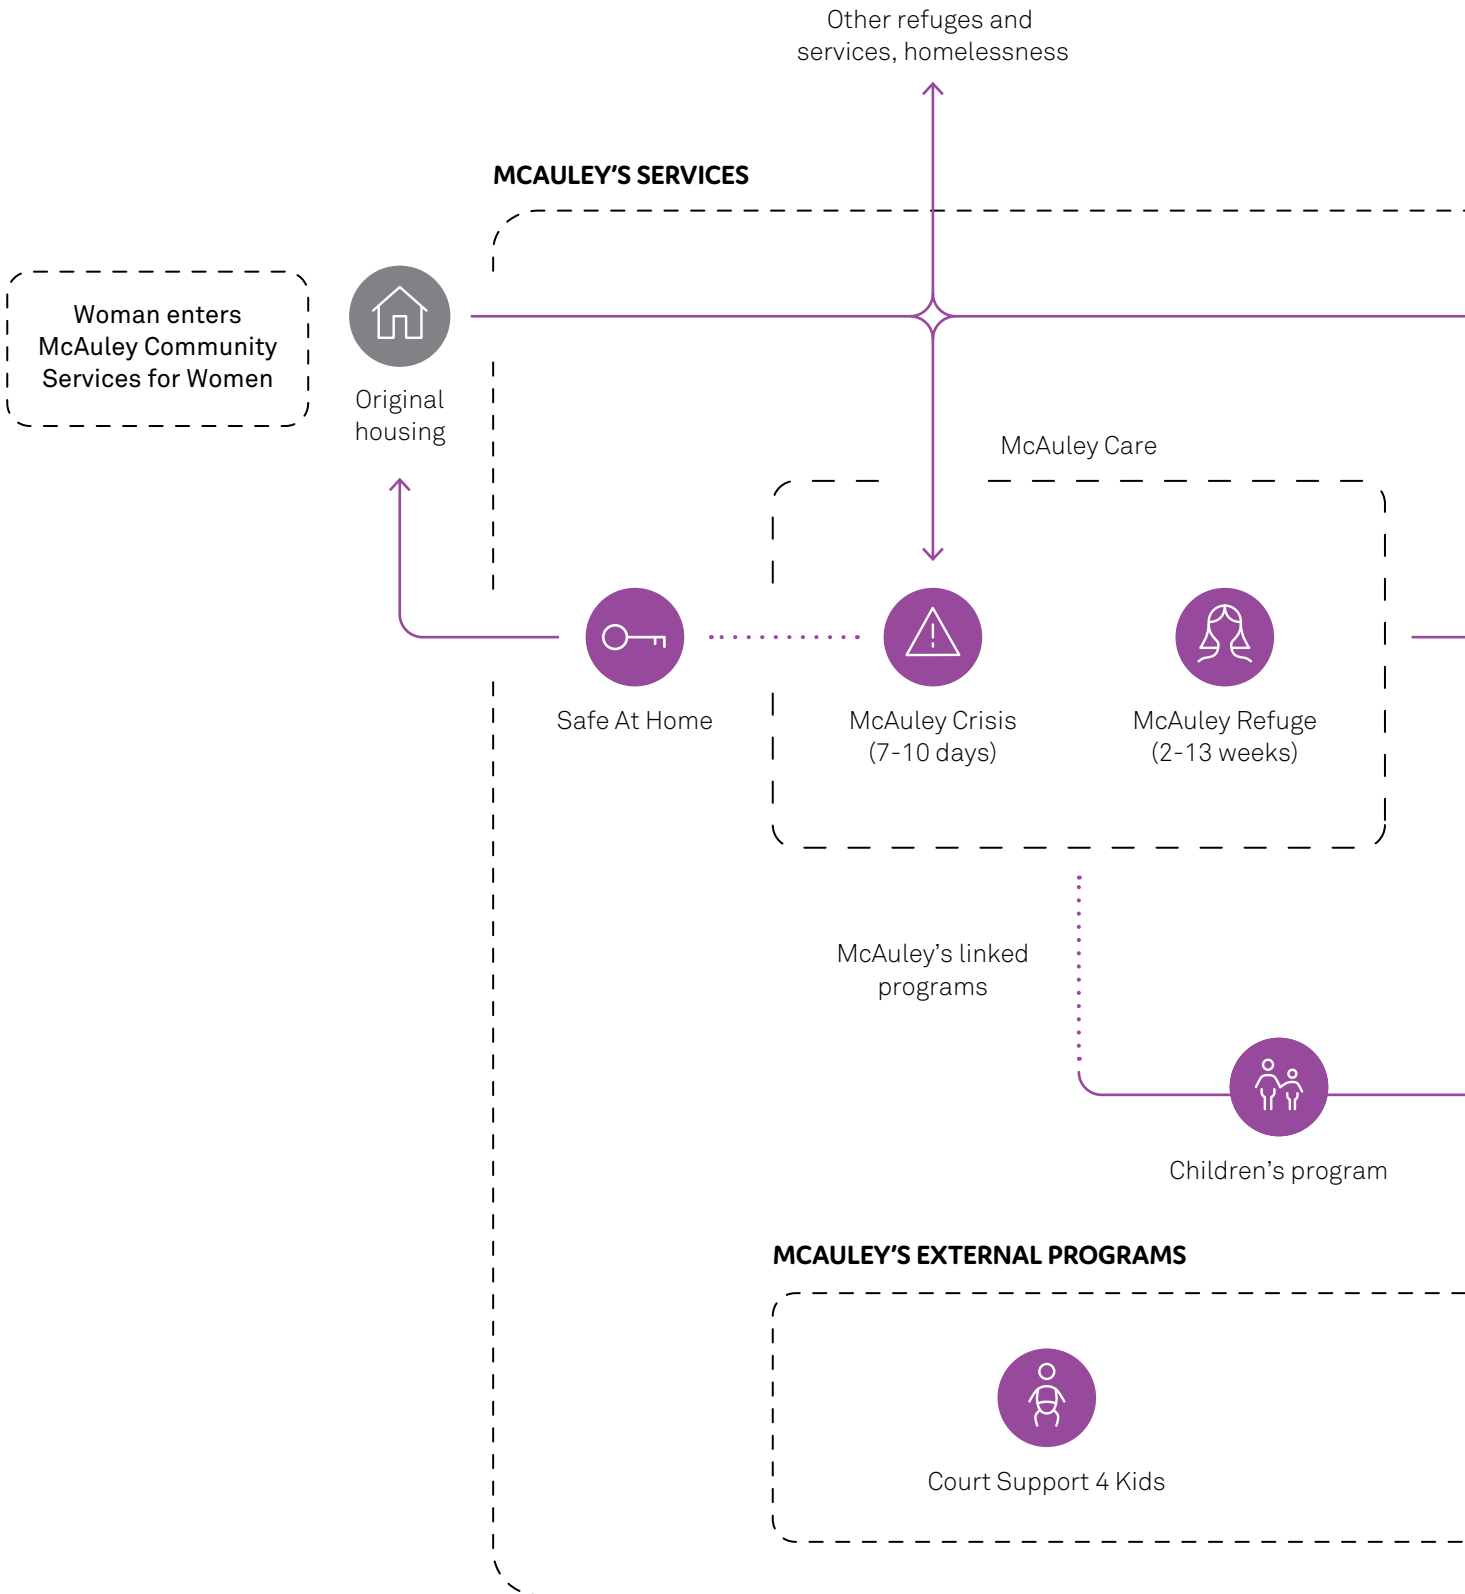 Other refuges and
services, homelessness
MCAULEY'S SERVICES
Woman enters
McAuley Community
Services for Women
Original
housing
McAuley Care
Safe At Home
McAuley Crisis
(7-10 days)
McAuley Refuge
(2-13 weeks)
McAuley’s linked
programs
Children’s program
MCAULEY’S EXTERNAL PROGRAMS
Court Support 4 Kids